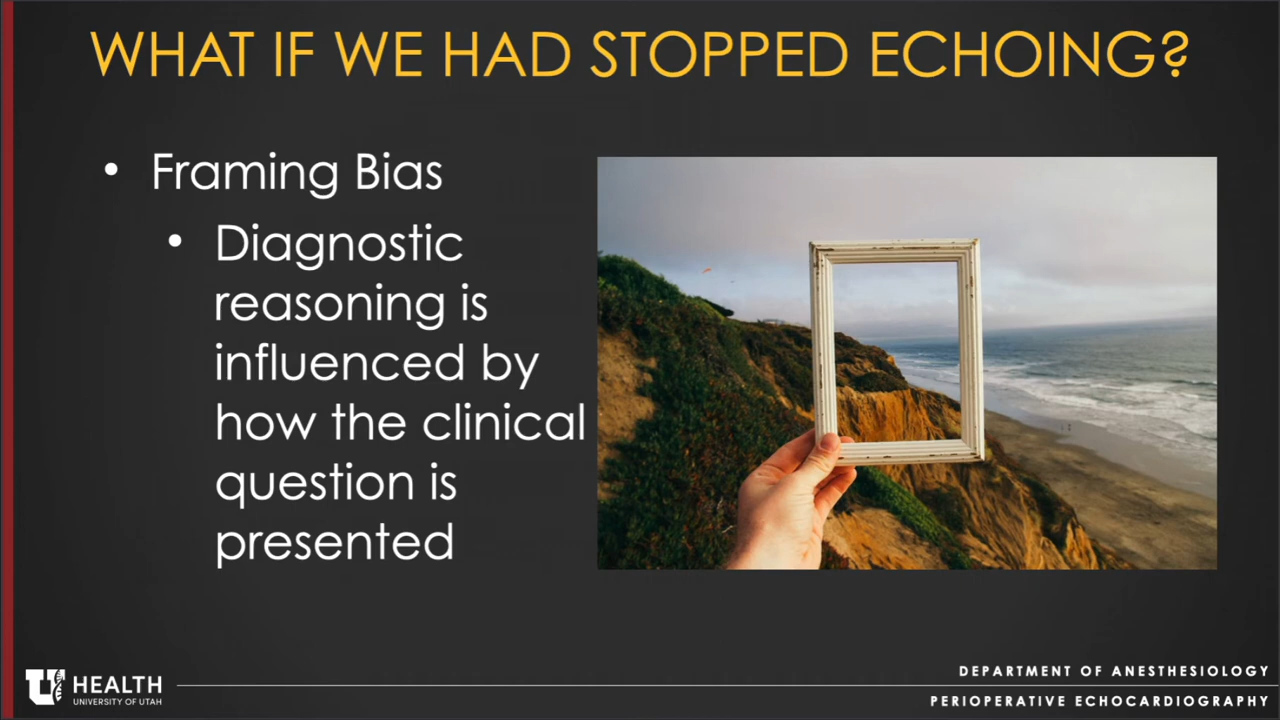 WHAT IF WE HAD STOPPED ECHOING?
• Framing Bias
• Diagnostic
reasoning is
influenced by
how the clinical
question is
presented
U HEALTH
UNIVERSITY OF UTAH
DEPARTMENT OF ANESTHESIOLOGY
PERIOPERATIVE ECHOCARDIOGRAPHY